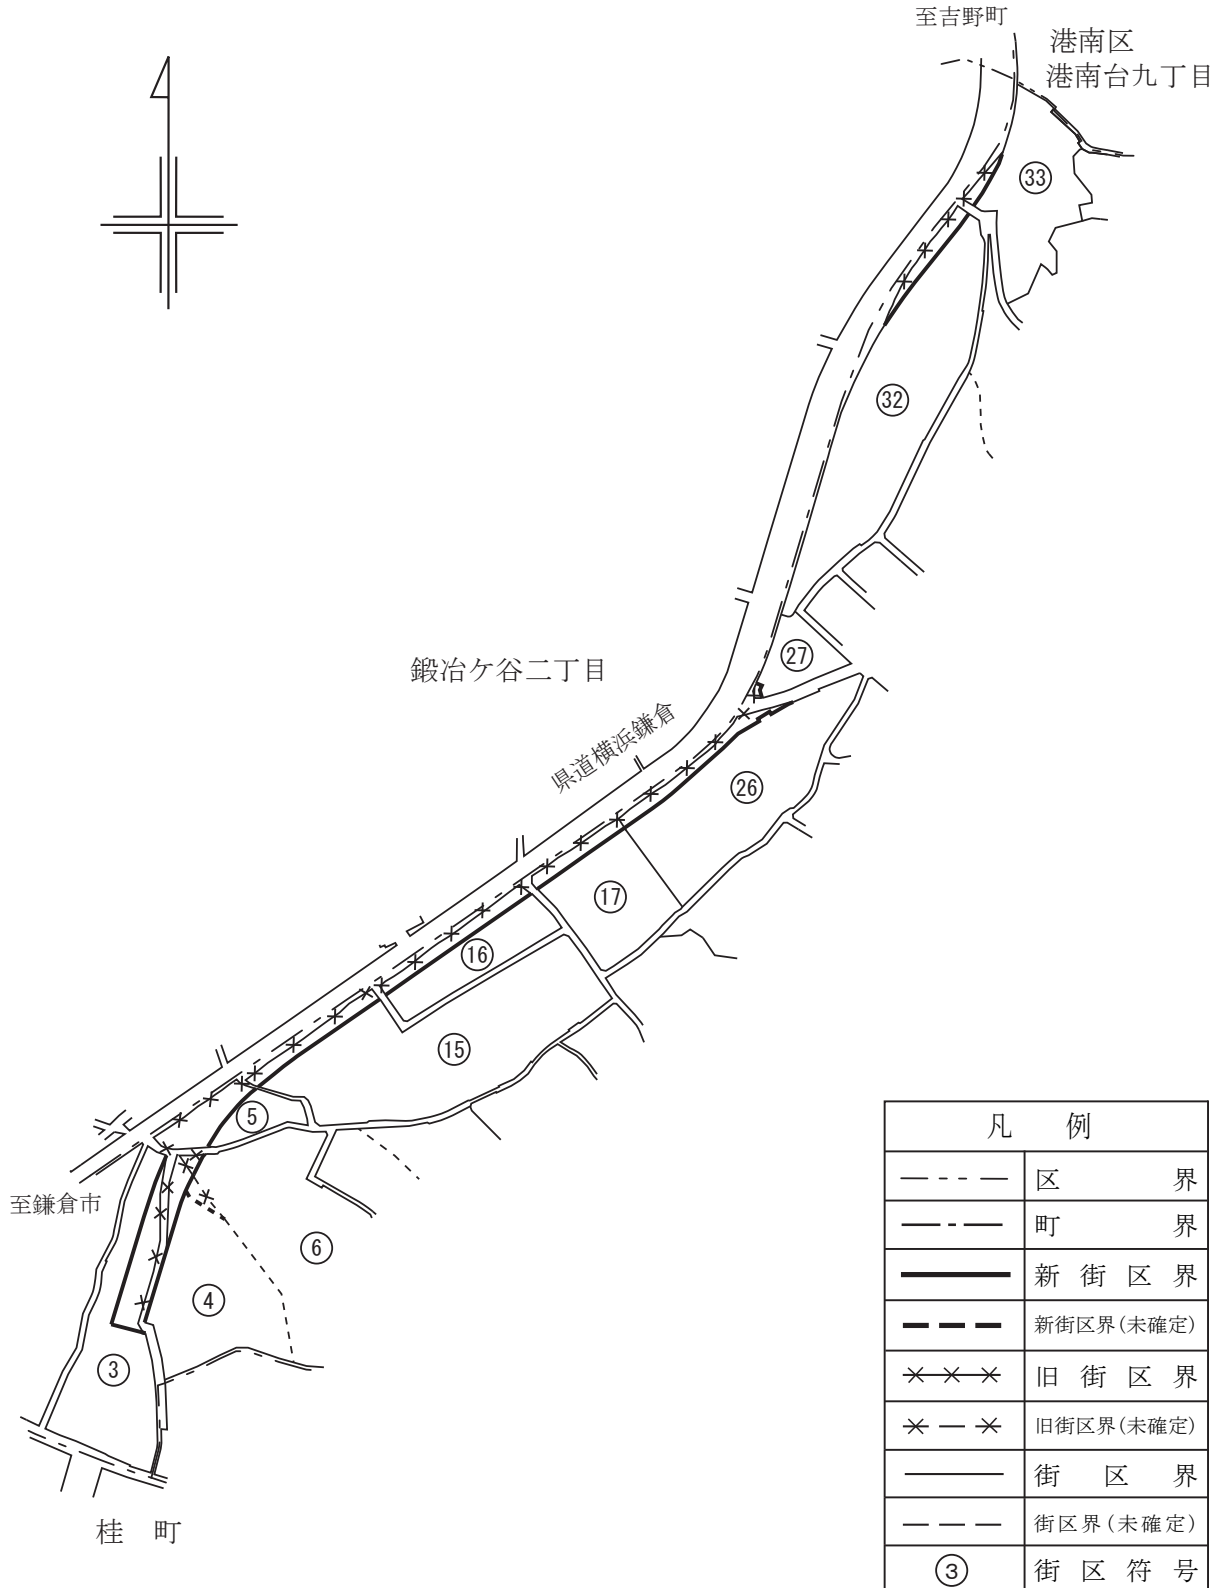 至吉野町
港南区
港南台九丁目
㉝
㉜
㉗
鍛冶ケ谷二丁目
県道横浜鎌倉
㉖
⑰
⑯
⑮
⑤
至鎌倉市
⑥
④
③
桂 町
凡 例
区 界
町 界
新 街 区 界
新街区界(未確定)
旧 街 区 界
旧街区界(未確定)
街 区 界
街区界(未確定)
③ 街 区 符 号